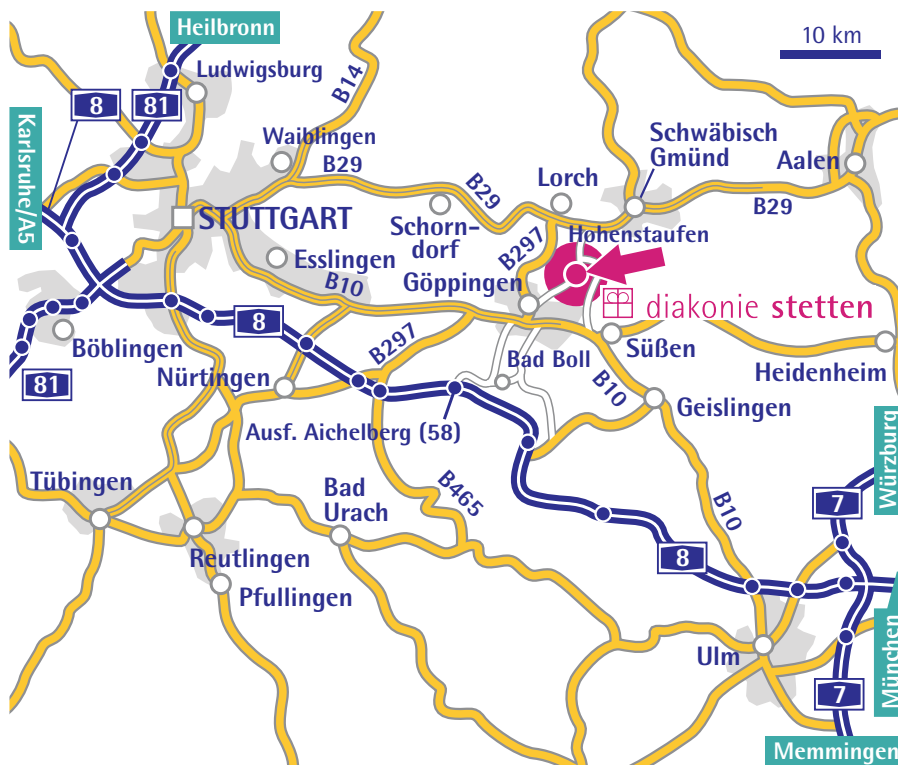 Heilbronn
10 km
Ludwigsburg
8
81
B14
Karlsruhe/A5
Waiblingen
B29
Schwäbisch
Gmünd
Aalen
Lorch
B29
B29
STUTTGART
Schorn-
dorf
Hohenstaufen
B297
Esslingen
B10
Göppingen
diakonie stetten
8
Böblingen
81
B297
Süßen
Bad Boll
Heidenheim
Nürtingen
B10
Geislingen
Ausf. Aichelberg (58)
Würzburg
Tübingen
Bad
Urach
B465
B10
7
Reutlingen
8
Pfullingen
München
Ulm
7
Memmingen